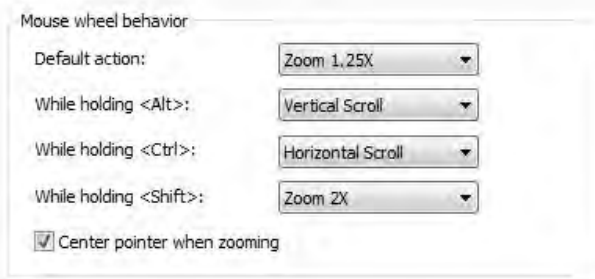 Mouse wheel behavior
Default action: Zoom 1.25X
While holding <Alt>: Vertical Scroll
While holding <Ctrl>: Horizontal Scroll
While holding <Shift>: Zoom 2X
Center pointer when zooming